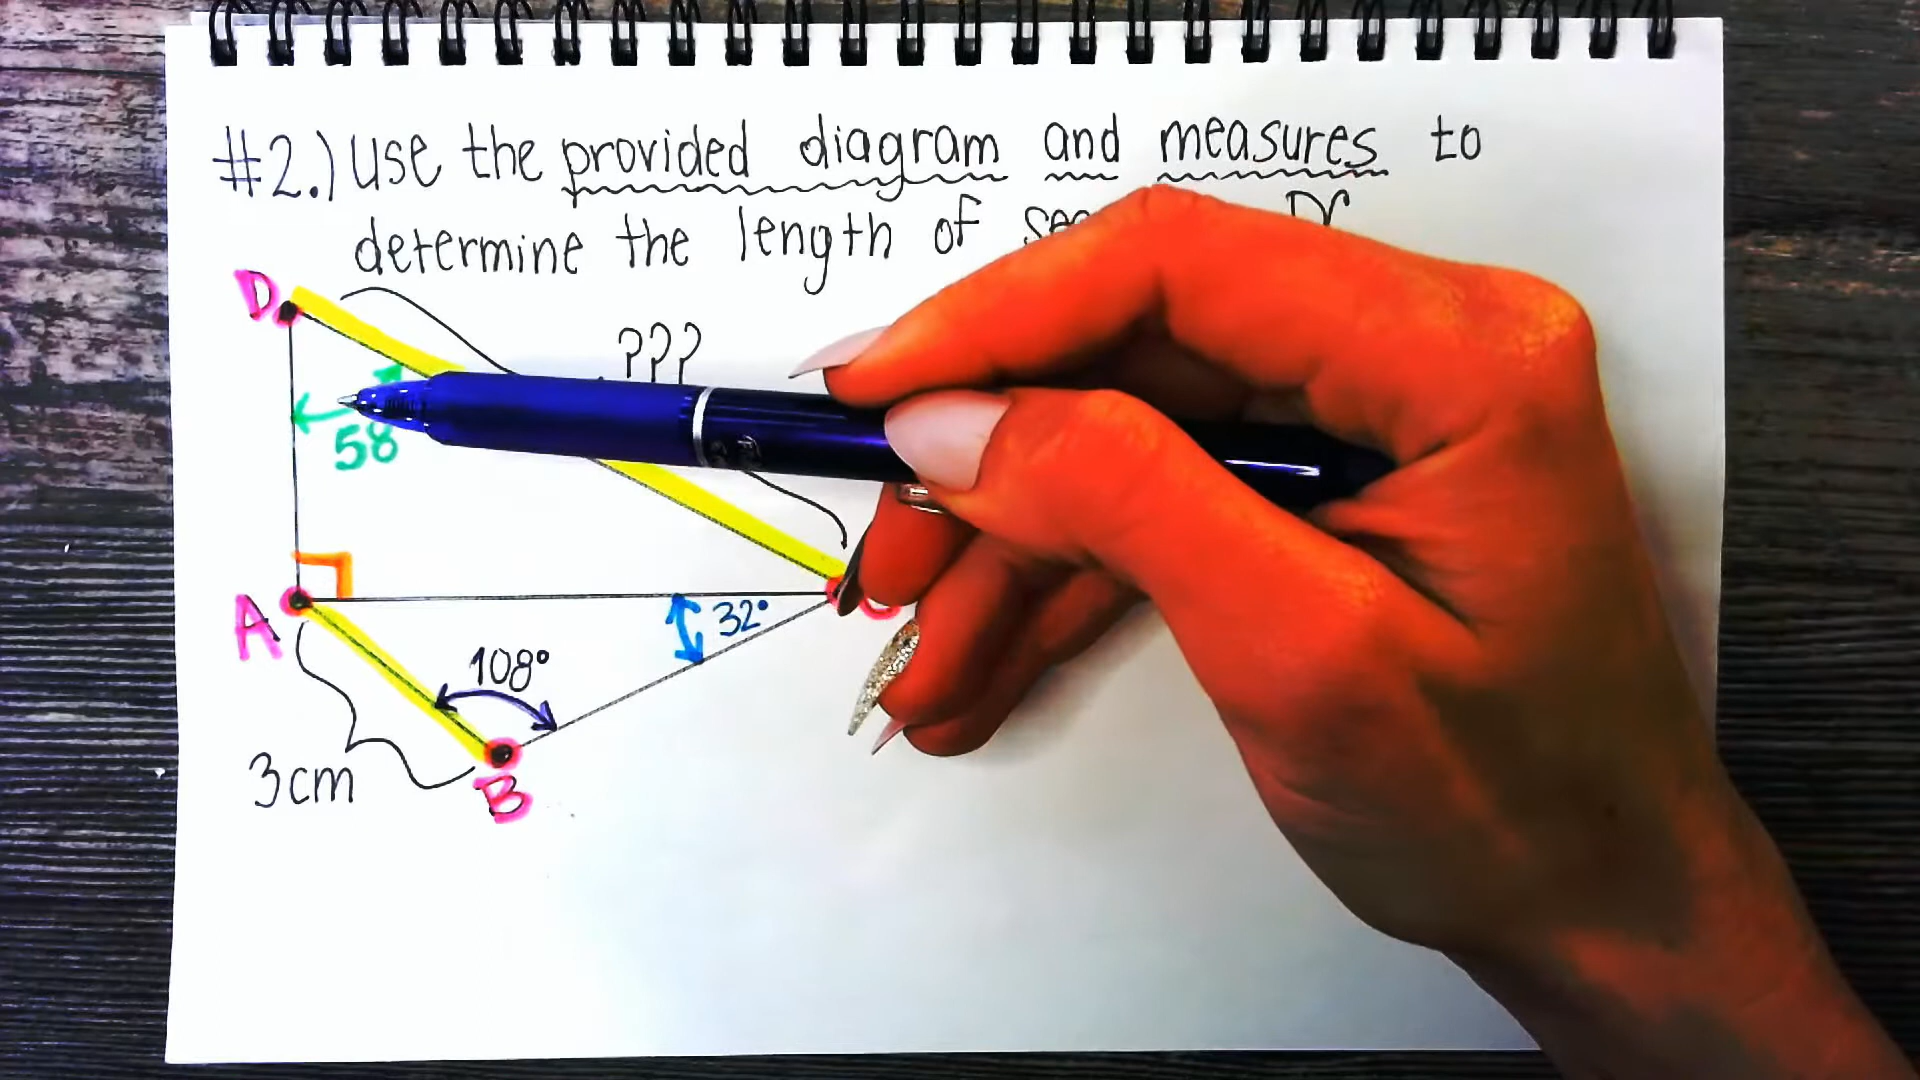 #2.) Use the provided diagram and measures to
determine the length of
D
???
58
A
32°
108°
3cm
B